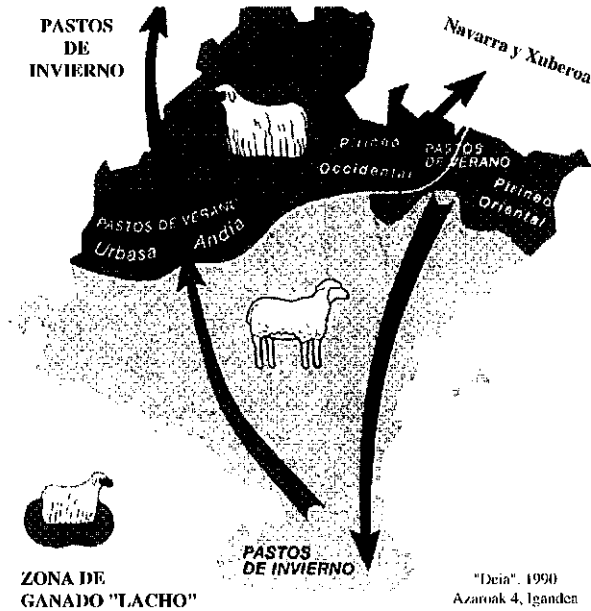 PASTOS
DE
INVIERNO
Navarra y Xuberoa
Pirineo
Occidental
PASTOS
DE VERANO
Pirineo
Oriental
PASTOS DE VERANO
Urbasa Andia
PASTOS
DE INVIERNO
ZONA DE
GANADO "LACHO"
"Deia". 1990
Azaroak 4, Igandea